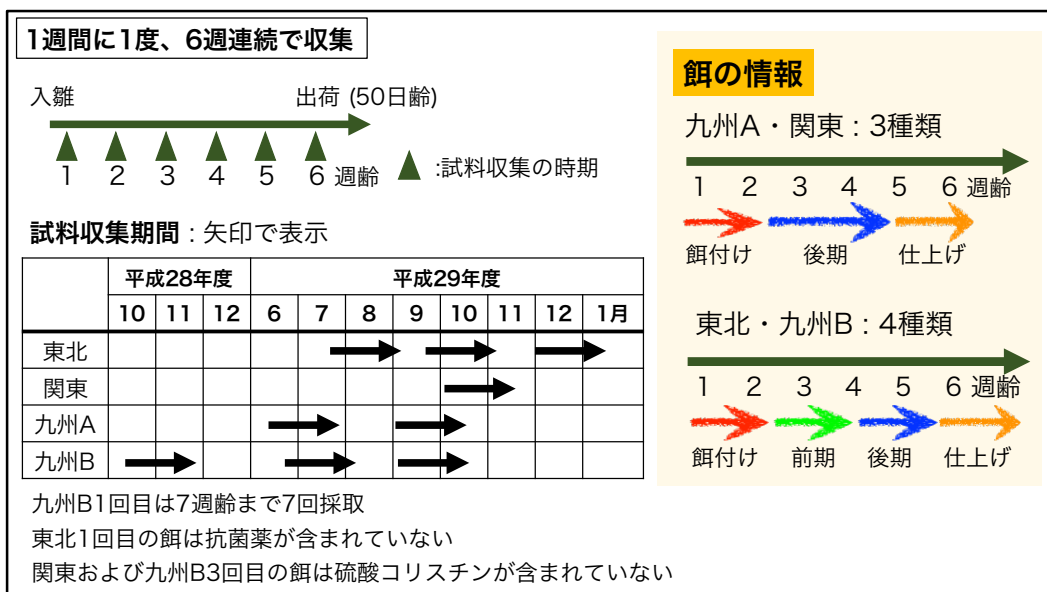 1週間に1度、6週連続で収集
入雛
出荷 (50日齢)
1 2 3 4 5 6 週齢
:試料収集の時期
試料収集期間 : 矢印で表示
平成28年度 平成29年度
10 11 12 6 7 8 9 10 11 12 1月
東北
関東
九州A
九州B
九州B1回目は7週齢まで7回採取
東北1回目の餌は抗菌薬が含まれていない
関東および九州B3回目の餌は硫酸コリスチンが含まれていない
餌の情報
九州A・関東 : 3種類
1 2 3 4 5 6 週齢
餌付け 後期 仕上げ
東北・九州B : 4種類
1 2 3 4 5 6 週齢
餌付け 前期 後期 仕上げ